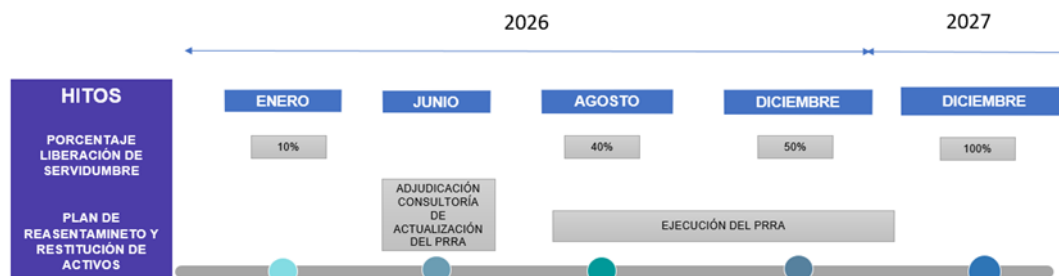 2026
2027
HITOS
ENERO
JUNIO
AGOSTO
DICIEMBRE
DICIEMBRE
PORCENTAJE
LIBERACIÓN DE
SERVIDUMBRE
10%
40%
50%
100%
PLAN DE
REASENTAMINETO Y
RESTITUCIÓN DE
ACTIVOS
ADJUDICACIÓN
CONSULTORÍA
DE
ACTUALIZACIÓN
DEL PRRA
EJECUCIÓN DEL PRRA